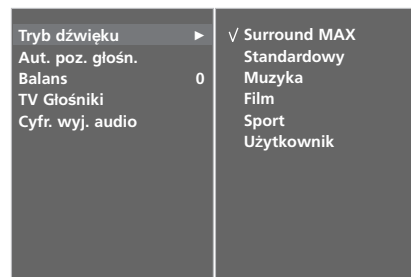 Tryb dźwięku ►
Aut. poz. głośn.
Balans 0
TV Głośniki
Cyfr. wyj. audio
√ Surround MAX
Standardowy
Muzyka
Film
Sport
Użytkownik